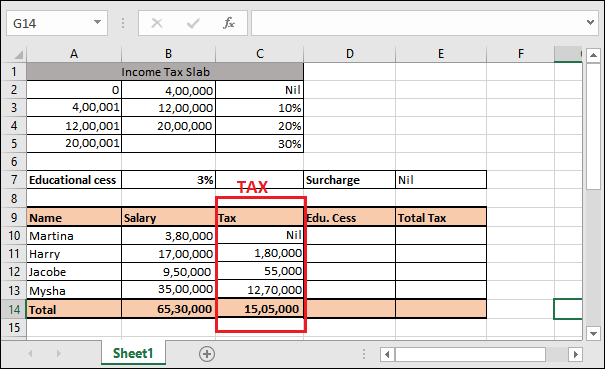 G14 fx
A B C D E
1 Income Tax Slab
2 0 4,00,000 Nil
3 4,00,001 12,00,000 10%
4 12,00,001 20,00,000 20%
5 20,00,001 30%
6
7 Educational cess 3% Surcharge Nil
TAX
8
9 Name Salary Tax Edu. Cess Total Tax
10 Martina 3,80,000 Nil
11 Harry 17,00,000 1,80,000
12 Jacobe 9,50,000 55,000
13 Mysha 35,00,000 12,70,000
14 Total 65,30,000 15,05,000
15
Sheet1